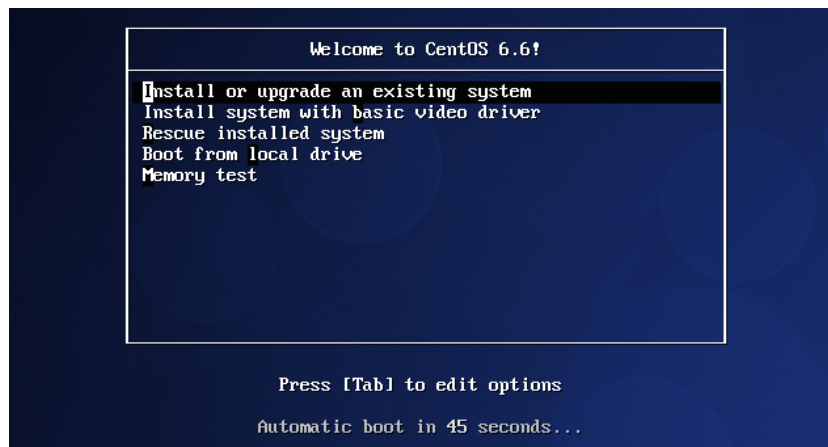 Welcome to CentOS 6.6!
Install or upgrade an existing system
Install system with basic video driver
Rescue installed system
Boot from local drive
Memory test
Press [Tab] to edit options
Automatic boot in 45 seconds...